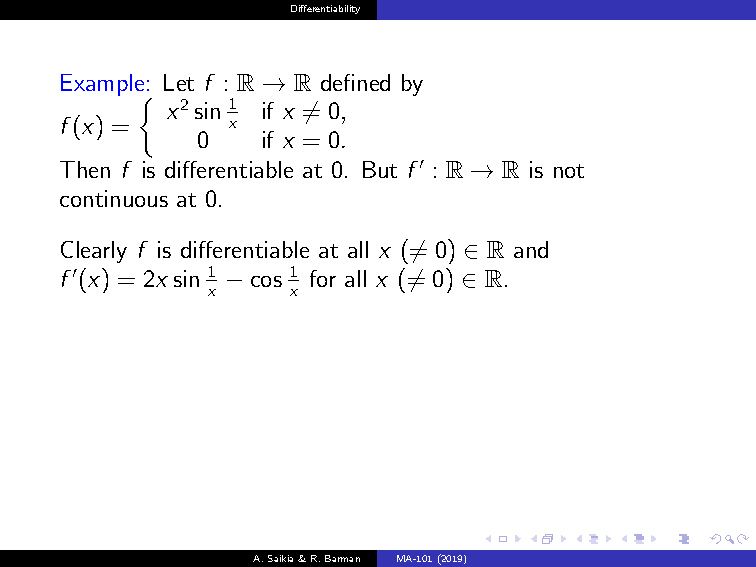 Differentiability
Example: Let f : ℝ → ℝ defined by
f(x) = { x² sin 1/x if x ≠ 0,
0 if x = 0.
Then f is differentiable at 0. But f′ : ℝ → ℝ is not
continuous at 0.
Clearly f is differentiable at all x (≠ 0) ∈ ℝ and
f′(x) = 2x sin 1/x − cos 1/x for all x (≠ 0) ∈ ℝ.
A. Saikia & R. Barman MA-101 (2019)